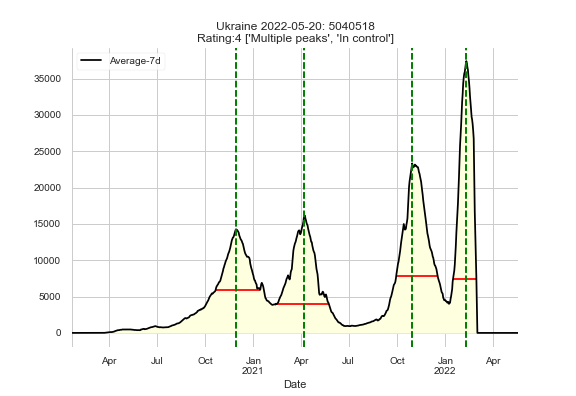 Ukraine 2022-05-20: 5040518
Rating:4 ['Multiple peaks', 'In control']
Average-7d
35000
30000
25000
20000
15000
10000
5000
0
Apr Jul Oct Jan Apr Jul Oct Jan Apr
2021 2022
Date